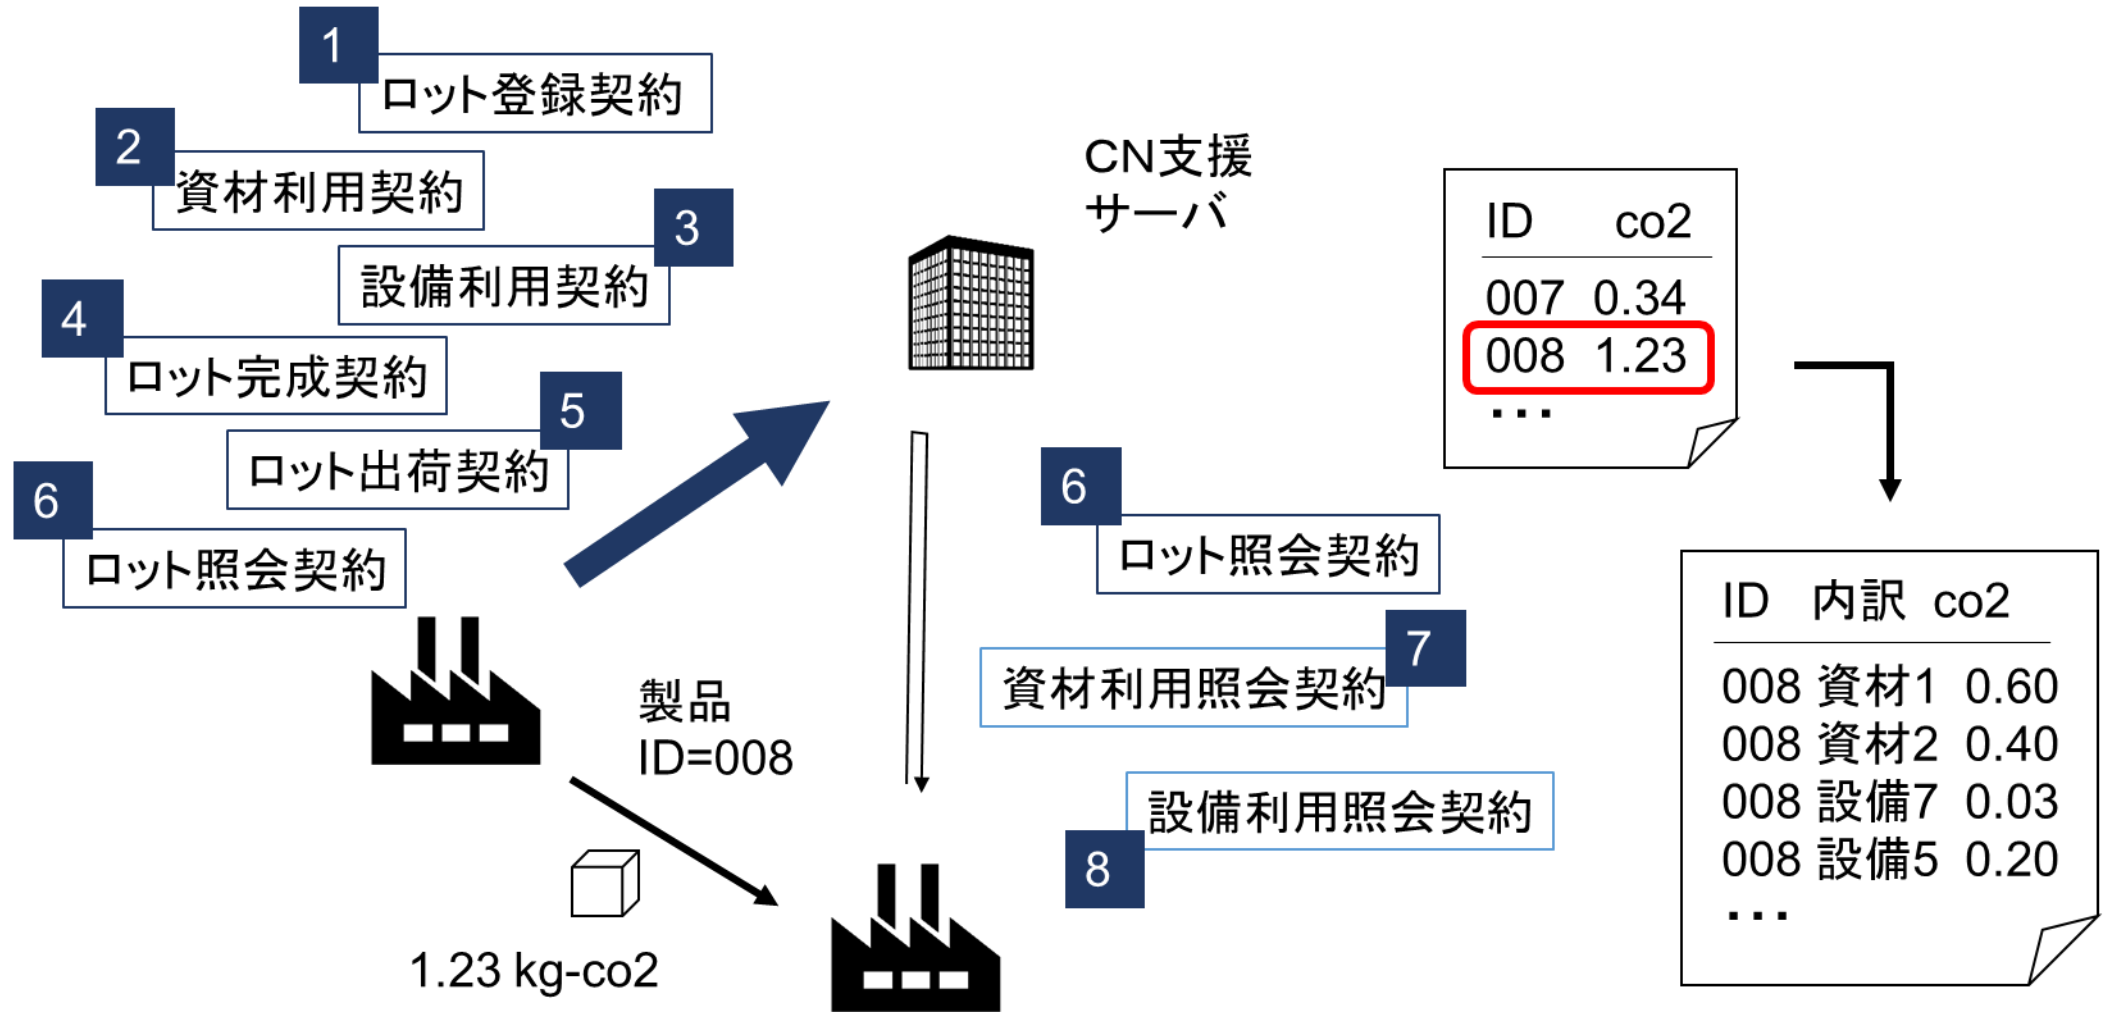 1
ロット登録契約
2
資材利用契約
3
設備利用契約
4
ロット完成契約
5
ロット出荷契約
6
ロット照会契約
CN支援
サーバ
製品
ID=008
1.23 kg-co2
6
ロット照会契約
7
資材利用照会契約
8
設備利用照会契約
ID co2
007 0.34
008 1.23
･･･
ID 内訳 co2
008 資材1 0.60
008 資材2 0.40
008 設備7 0.03
008 設備5 0.20
･･･